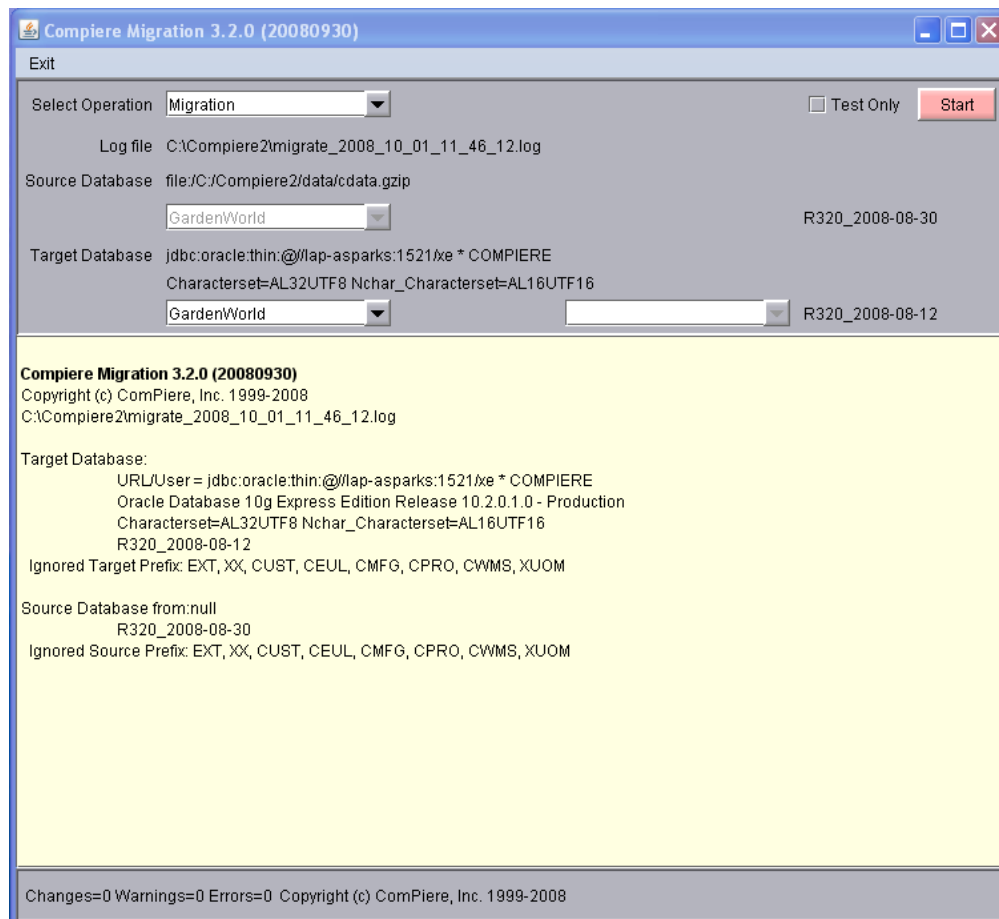 Compiere Migration 3.2.0 (20080930)
Exit
Select Operation Migration Test Only Start
Log file C:\Compiere2\migrate_2008_10_01_11_46_12.log
Source Database file:/C:/Compiere2/data/cdata.gzip
GardenWorld R320_2008-08-30
Target Database jdbc:oracle:thin:@//lap-asparks:1521/xe * COMPIERE
Characterset=AL32UTF8 Nchar_Characterset=AL16UTF16
GardenWorld R320_2008-08-12
Compiere Migration 3.2.0 (20080930)
Copyright (c) ComPiere, Inc. 1999-2008
C:\Compiere2\migrate_2008_10_01_11_46_12.log
Target Database:
URL/User = jdbc:oracle:thin:@//lap-asparks:1521/xe * COMPIERE
Oracle Database 10g Express Edition Release 10.2.0.1.0 - Production
Characterset=AL32UTF8 Nchar_Characterset=AL16UTF16
R320_2008-08-12
Ignored Target Prefix: EXT, XX, CUST, CEUL, CMFG, CPRO, CWMS, XUOM
Source Database from:null
R320_2008-08-30
Ignored Source Prefix: EXT, XX, CUST, CEUL, CMFG, CPRO, CWMS, XUOM
Changes=0 Warnings=0 Errors=0 Copyright (c) ComPiere, Inc. 1999-2008